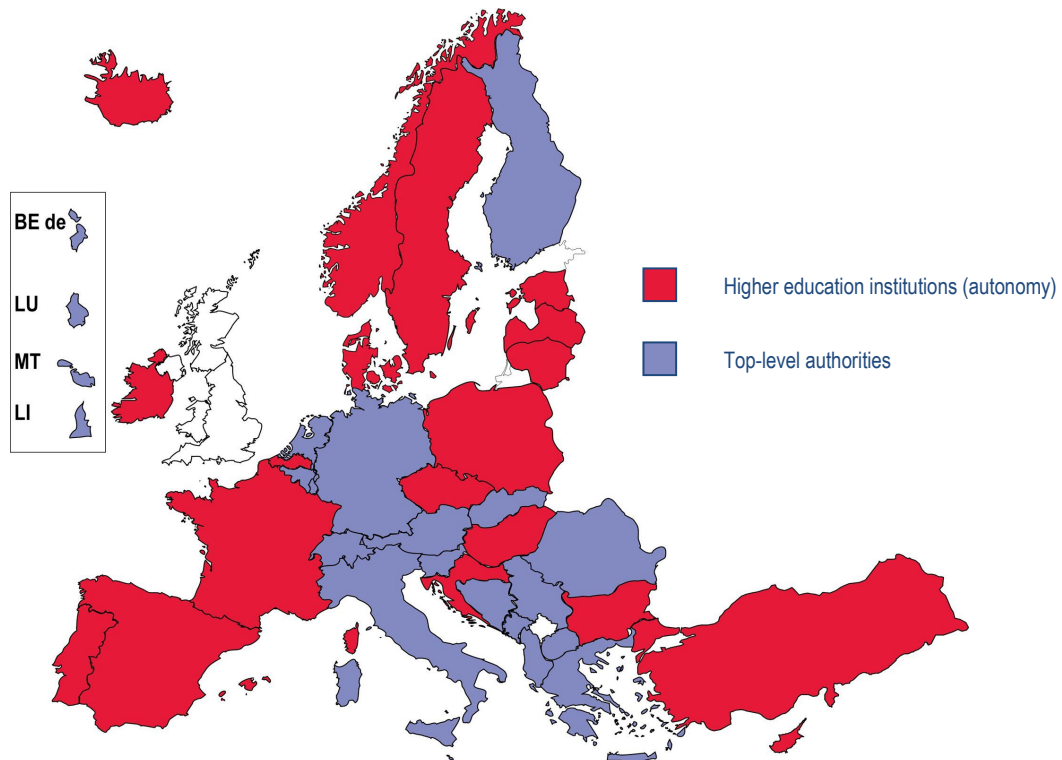 BE de
LU
MT
LI
Higher education institutions (autonomy)
Top-level authorities